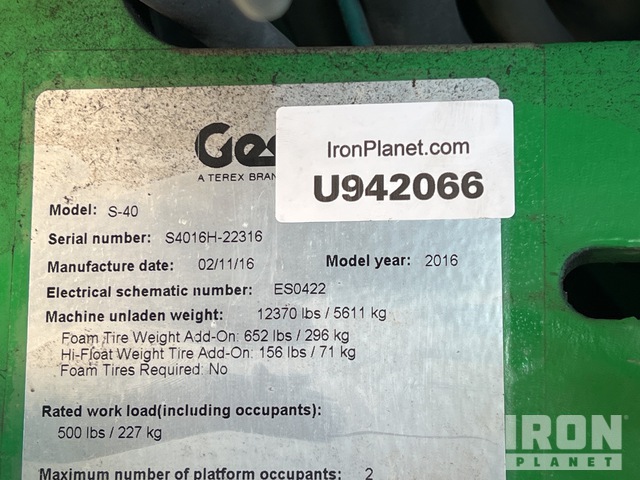 IronPlanet.com
U942066
A TEREX BRAN
Model: S-40
Serial number: S4016H-22316
Manufacture date: 02/11/16 Model year: 2016
Electrical schematic number: ES0422
Machine unladen weight: 12370 lbs / 5611 kg
Foam Tire Weight Add-On: 652 lbs / 296 kg
Hi-Float Weight Tire Add-On: 156 lbs / 71 kg
Foam Tires Required: No
Rated work load(including occupants):
500 lbs / 227 kg
Maximum number of platform occupants: 2
IRON
PLANET